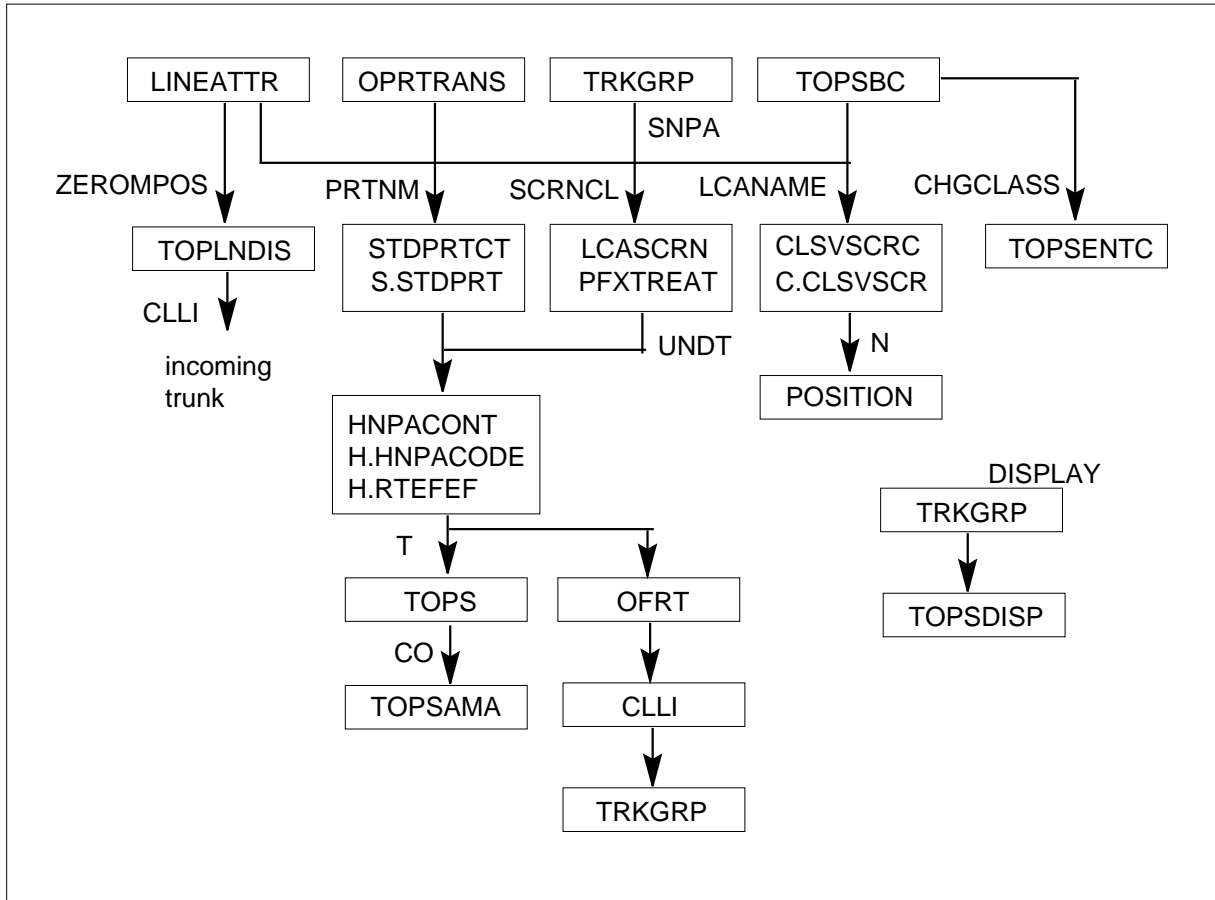 LINEATTR
OPRTRANS
TRKGRP
TOPSBC
SNPA
ZEROMPOS
PRTNM
SCRNCL
LCANAME
CHGCLASS
TOPLNDIS
STDPRTCT
S.STDPRT
LCASCRN
PFXTREAT
CLSVSCRC
C.CLSVSCR
TOPSENTC
CLLI
incoming
trunk
UNDT
N
POSITION
HNPACONT
H.HNPACODE
H.RTEFEF
DISPLAY
TRKGRP
T
TOPS
OFRT
TOPSDISP
CO
TOPSAMA
CLLI
TRKGRP